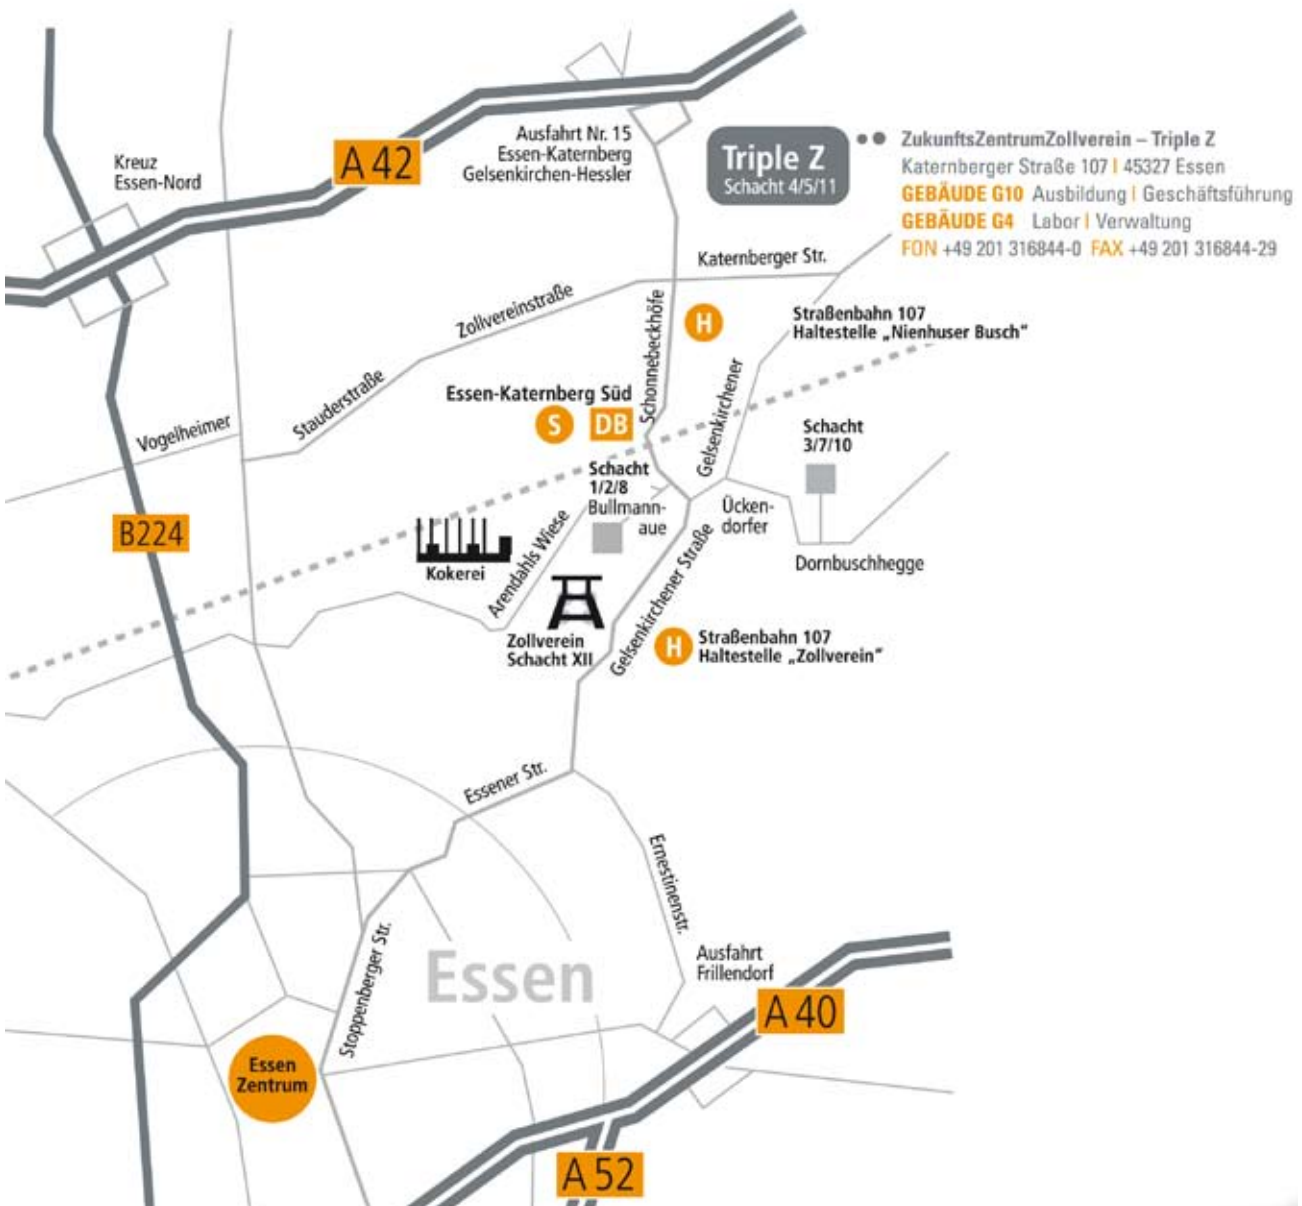 A 42
Kreuz
Essen-Nord
Ausfahrt Nr. 15
Essen-Katernberg
Gelsenkirchen-Hessler
Triple Z
Schacht 4/5/11
ZukunftsZentrumZollverein – Triple Z
Katernberger Straße 107 | 45327 Essen
GEBÄUDE G10 Ausbildung | Geschäftsführung
GEBÄUDE G4 Labor | Verwaltung
FON +49 201 316844-0 FAX +49 201 316844-29
Katernberger Str.
Zollvereinstraße
Schonnebeckhöfe
H
Straßenbahn 107
Haltestelle „Nienhuser Busch“
Stauderstraße
Vogelheimer
Essen-Katernberg Süd
S
DB
Gelsenkirchener
Schacht
3/7/10
Schacht
1/2/8
Bullmann-
aue
Ücken-
dorfer
Dornbuschhegge
B224
Kokerei
Arendahls Wiese
Zollverein
Schacht XII
Gelsenkirchener Straße
H
Straßenbahn 107
Haltestelle „Zollverein“
Essener Str.
Ernestinenstr.
Stoppenberger Str.
Essen
Ausfahrt
Frillendorf
A 40
Essen
Zentrum
A 52